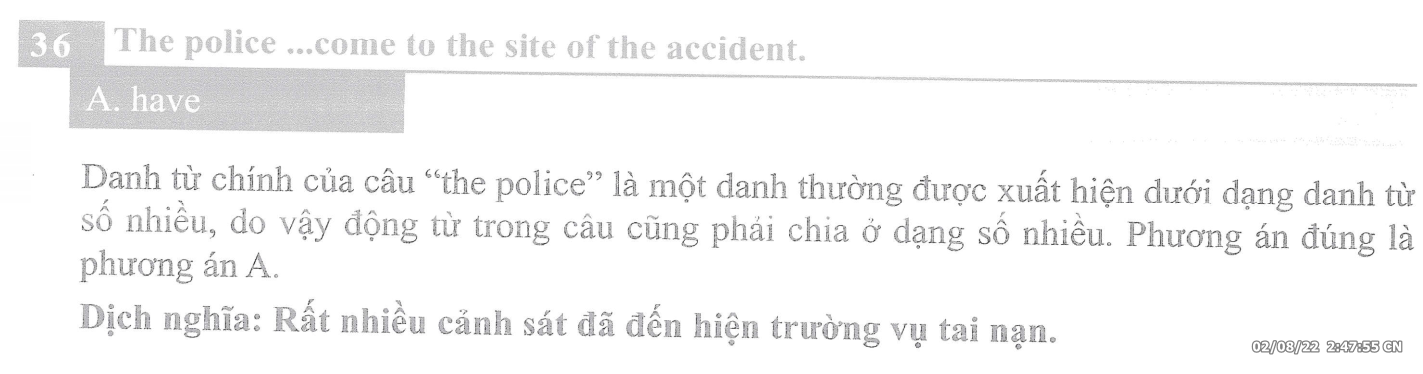 36 The police ...come to the site of the accident.
A. have
Danh từ chính của câu “the police” là một danh thường được xuất hiện dưới dạng danh từ
số nhiều, do vậy động từ trong câu cũng phải chia ở dạng số nhiều. Phương án đúng là
phương án A.
Dịch nghĩa: Rất nhiều cảnh sát đã đến hiện trường vụ tai nạn.
02/08/22 2:47:55 CN